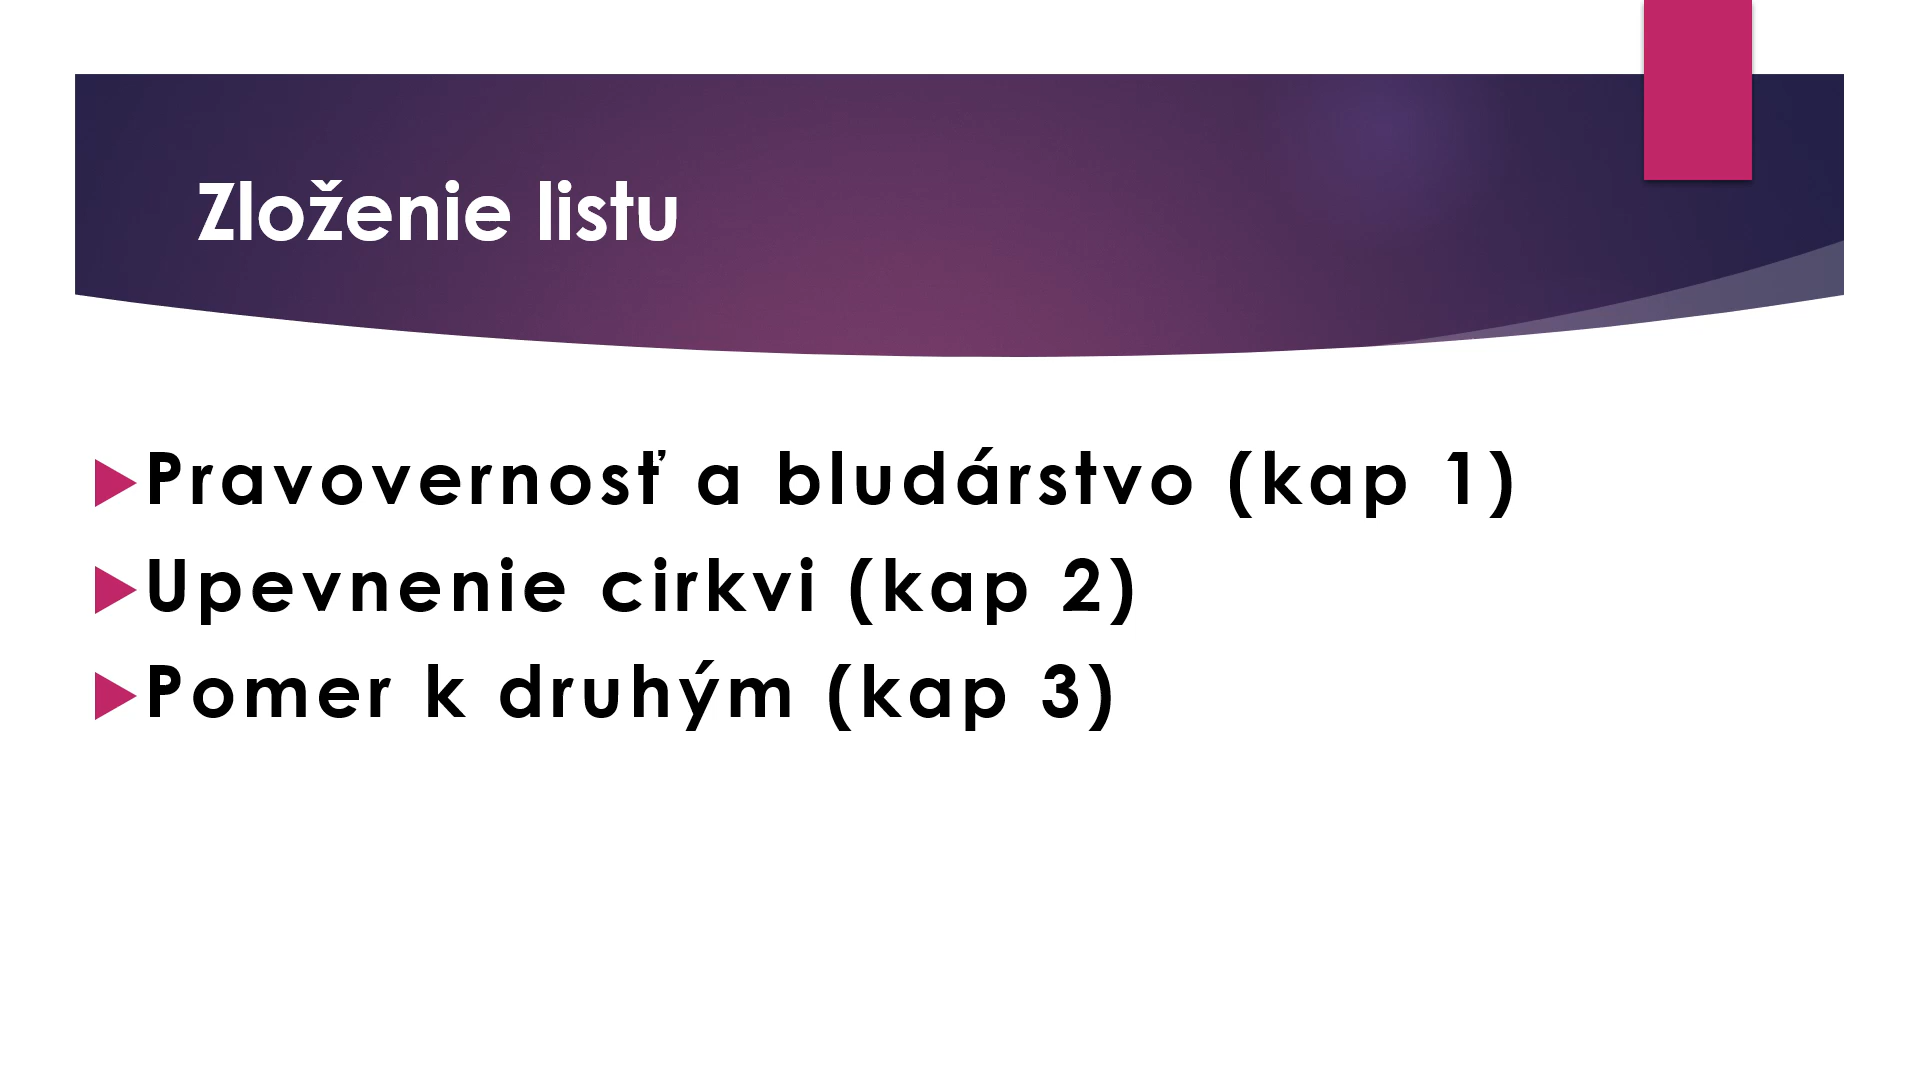 Zloženie listu
Pravovernosť a bludárstvo (kap 1)
Upevnenie cirkvi (kap 2)
Pomer k druhým (kap 3)